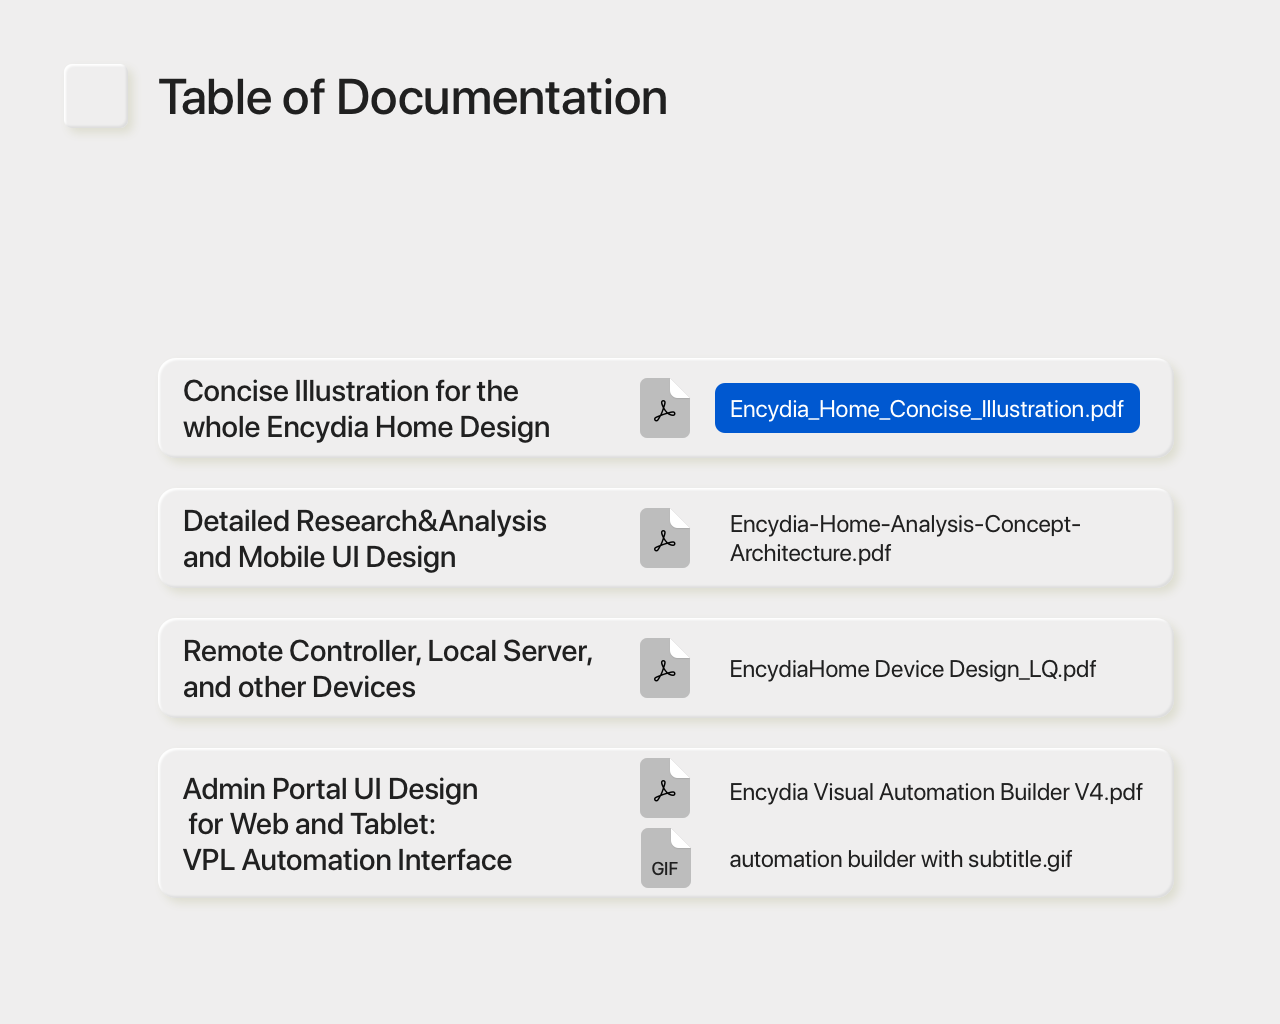 Table of Documentation
Concise Illustration for the
whole Encydia Home Design
Encydia_Home_Concise_Illustration.pdf
Detailed Research&Analysis
and Mobile UI Design
Encydia-Home-Analysis-Concept-
Architecture.pdf
Remote Controller, Local Server,
and other Devices
EncydiaHome Device Design_LQ.pdf
Admin Portal UI Design
for Web and Tablet:
VPL Automation Interface
Encydia Visual Automation Builder V4.pdf
GIF
automation builder with subtitle.gif